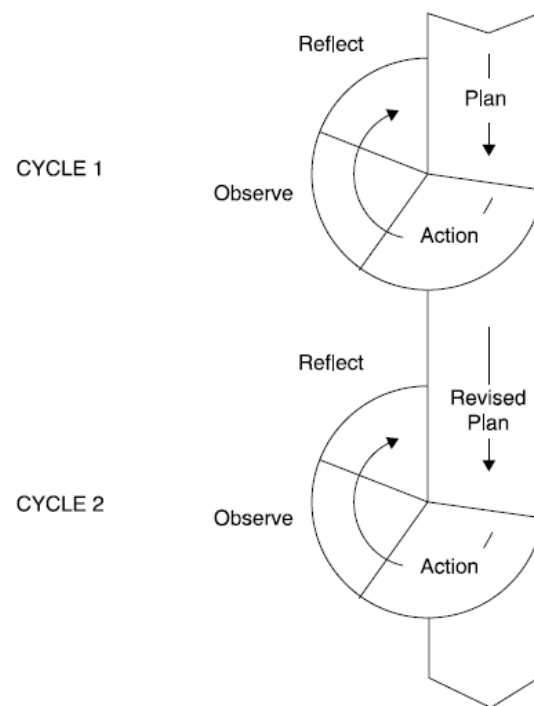 Reflect
Plan
CYCLE 1
Observe
Action
Reflect
Revised
Plan
CYCLE 2
Observe
Action